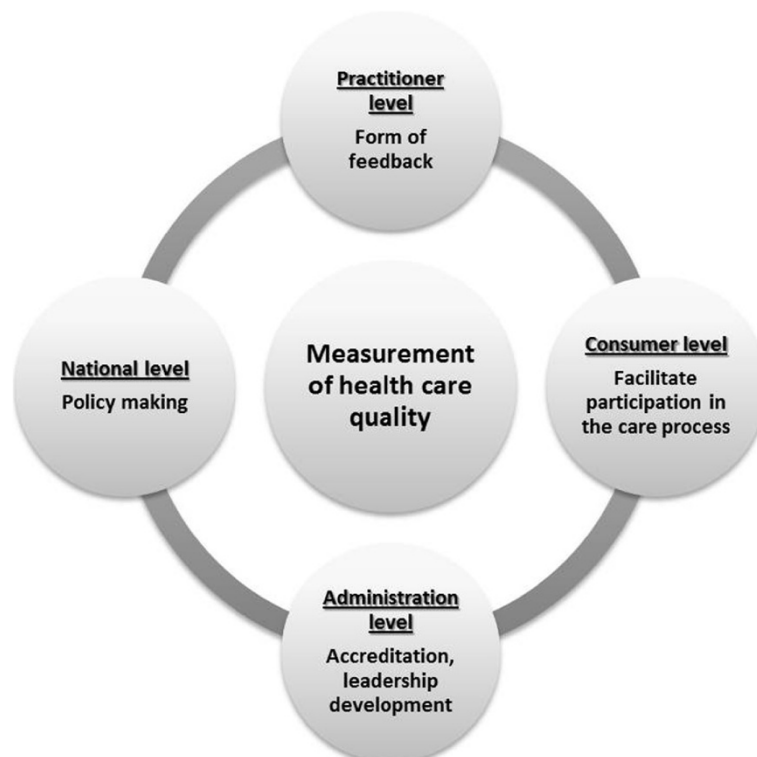 Practitioner
level
Form of
feedback
National level
Policy making
Measurement
of health care
quality
Consumer level
Facilitate
participation in
the care process
Administration
level
Accreditation,
leadership
development